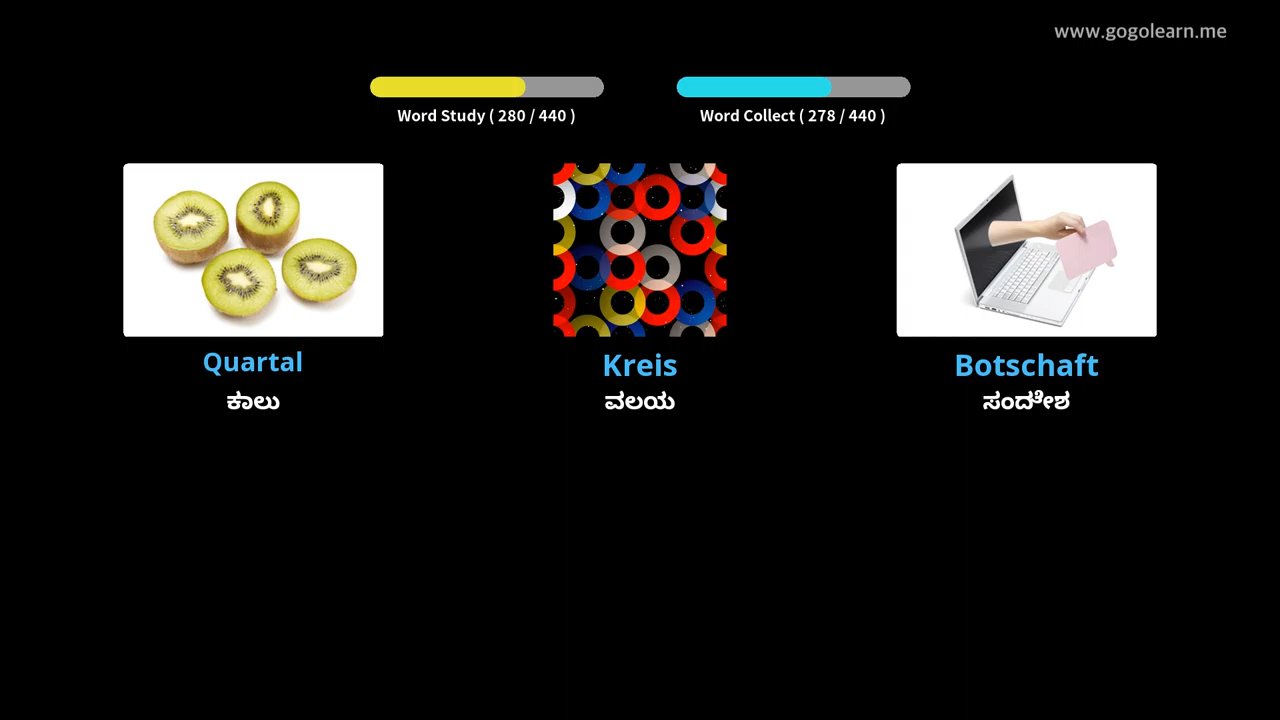 www.gogolearn.me
Word Study ( 280 / 440 )
Word Collect ( 278 / 440 )
Quartal
ಕಾಲು
Kreis
ವಲಯ
Botschaft
ಸಂದೇಶ